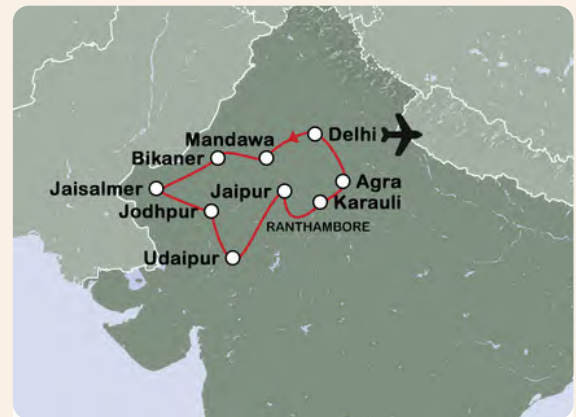 Delhi
Mandawa
Bikaner
Agra
Jaisalmer
Jaipur
Karauli
Jodhpur
RANTHAMBORE
Udaipur